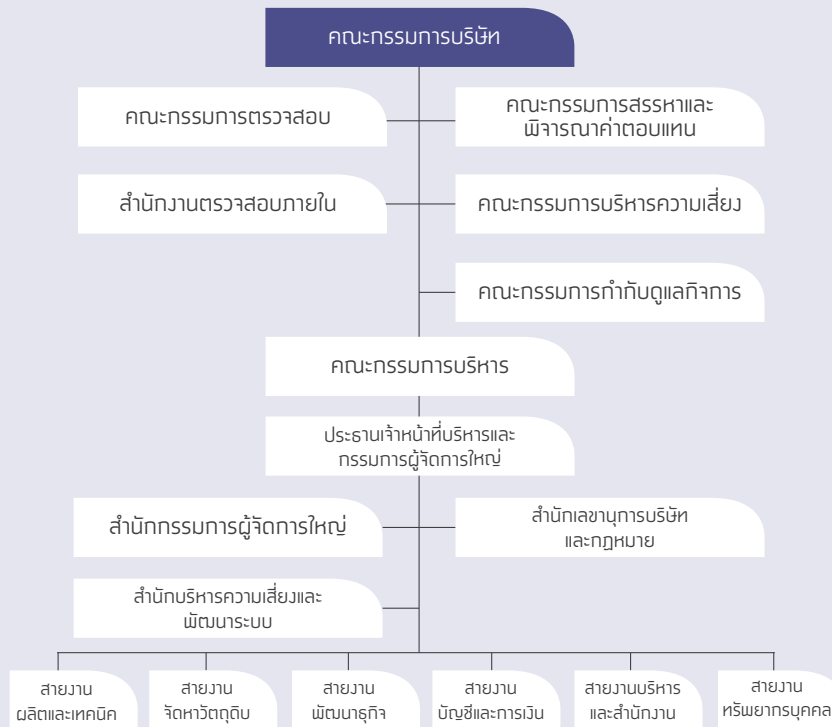 คณะกรรมการบริษัท
คณะกรรมการตรวจสอบ
คณะกรรมการสรรหาและ
พิจารณาค่าตอบแทน
สำนักงานตรวจสอบภายใน
คณะกรรมการบริหารความเสี่ยง
คณะกรรมการกำกับดูแลกิจการ
คณะกรรมการบริหาร
ประธานเจ้าหน้าที่บริหารและ
กรรมการผู้จัดการใหญ่
สำนักกรรมการผู้จัดการใหญ่
สำนักเลขานุการบริษัท
และกฎหมาย
สำนักบริหารความเสี่ยงและ
พัฒนาระบบ
สายงาน
ผลิตและเทคนิค
สายงาน
จัดหาวัตถุดิบ
สายงาน
พัฒนาธุรกิจ
สายงาน
บัญชีและการเงิน
สายงานบริหาร
และสำนักงาน
สายงาน
ทรัพยากรบุคคล